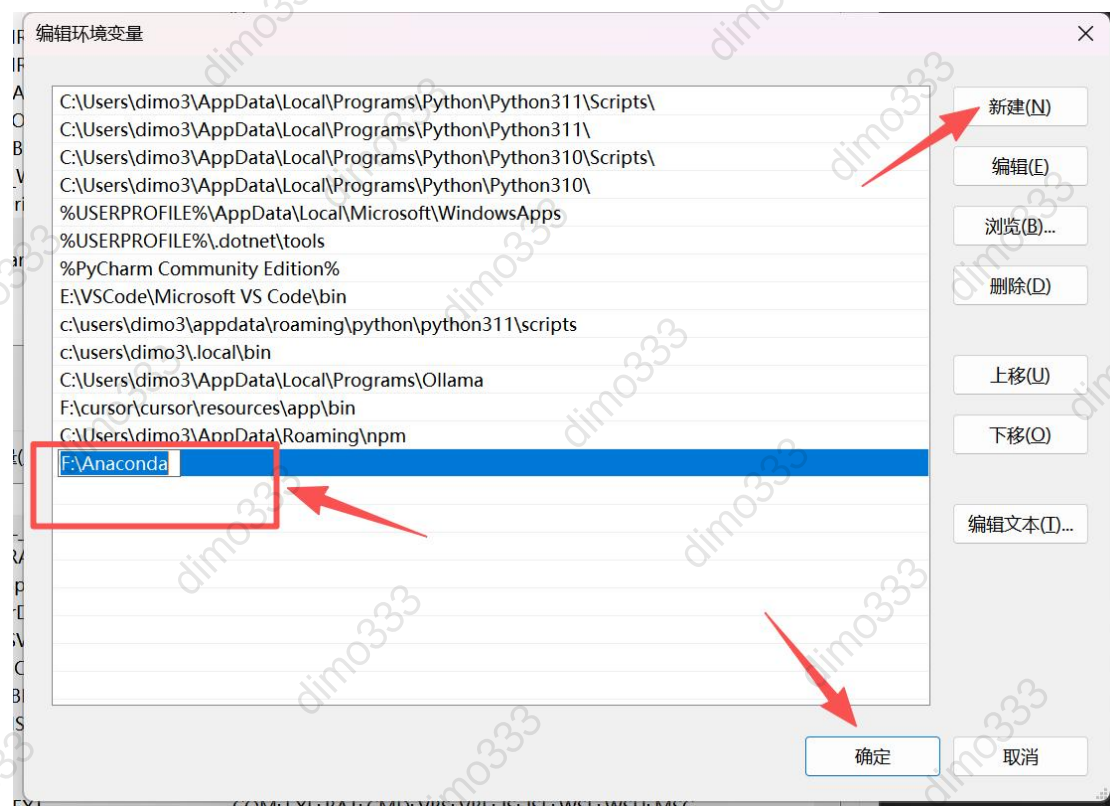 编辑环境变量
C:\Users\dimo3\AppData\Local\Programs\Python\Python311\Scripts\
C:\Users\dimo3\AppData\Local\Programs\Python\Python311\
C:\Users\dimo3\AppData\Local\Programs\Python\Python310\Scripts\
C:\Users\dimo3\AppData\Local\Programs\Python\Python310\
%USERPROFILE%\AppData\Local\Microsoft\WindowsApps
%USERPROFILE%\.dotnet\tools
%PyCharm Community Edition%
E:\VSCode\Microsoft VS Code\bin
c:\users\dimo3\appdata\roaming\python\python311\scripts
c:\users\dimo3\.local\bin
C:\Users\dimo3\AppData\Local\Programs\Ollama
F:\cursor\cursor\resources\app\bin
C:\Users\dimo3\AppData\Roaming\npm
F:\Anaconda
新建(N)
编辑(E)
浏览(B)...
删除(D)
上移(U)
下移(O)
编辑文本(T)...
确定
取消
dimo333